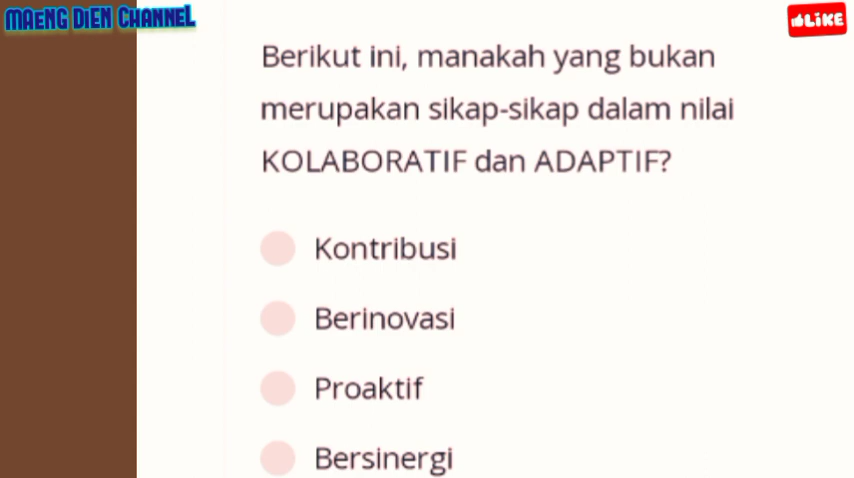 MAENG DIEN CHANNEL
LIKE
Berikut ini, manakah yang bukan
merupakan sikap-sikap dalam nilai
KOLABORATIF dan ADAPTIF?
Kontribusi
Berinovasi
Proaktif
Bersinergi